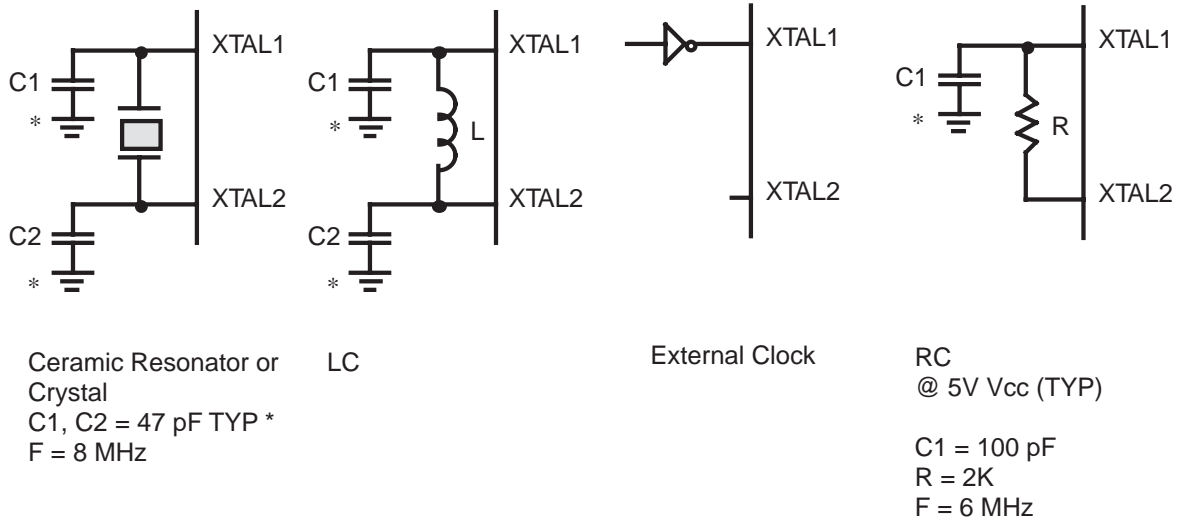 XTAL1
C1
*
XTAL2
C2
*
XTAL1
C1
*
L
XTAL2
C2
*
XTAL1
XTAL2
XTAL1
C1
*
R
XTAL2
Ceramic Resonator or
Crystal
C1, C2 = 47 pF TYP *
F = 8 MHz
LC
External Clock
RC
@ 5V Vcc (TYP)
C1 = 100 pF
R = 2K
F = 6 MHz